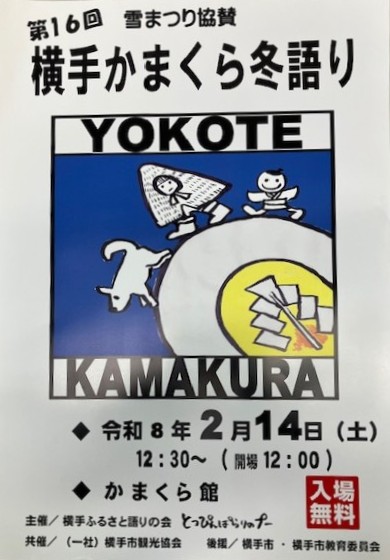 第16回 雪まつり協賛
横手かまくら冬語り
YOKOTE
KAMAKURA
◆ 令和8年2月14日（土）
12:30～（開場12:00）
◆ かまくら館
入場
無料
主催／横手ふるさと語りの会 とっぴんぱらりのプー
共催／（一社）横手市観光協会 後援／横手市・横手市教育委員会